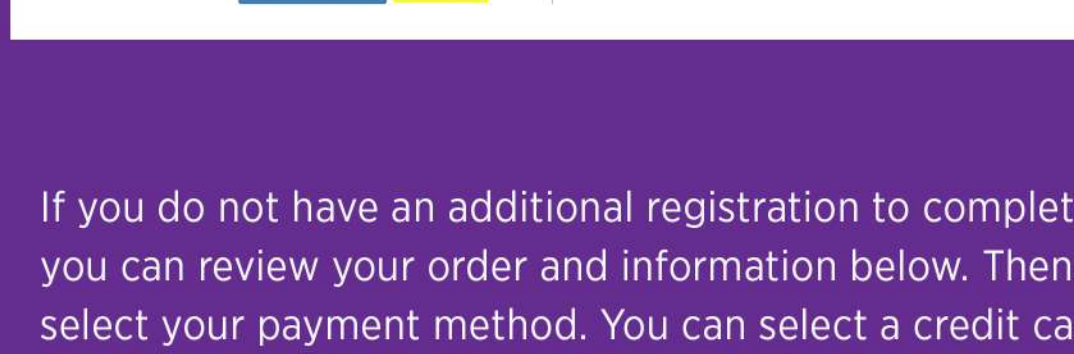 If you do not have an additional registration to complet
you can review your order and information below. Then
select your payment method. You can select a credit ca